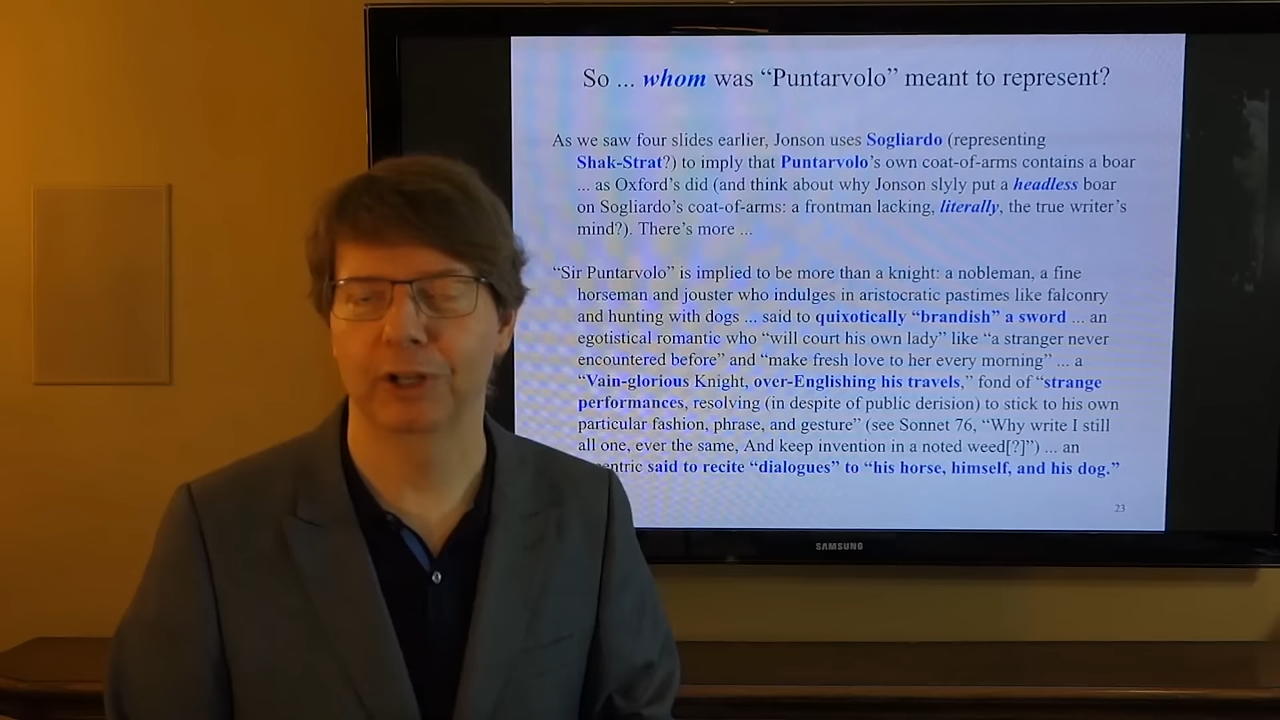 So ... whom was “Puntarvolo” meant to represent?
As we saw four slides earlier, Jonson uses Sogliardo (representing
Shak-Strat?) to imply that Puntarvolo’s own coat-of-arms contains a boar
... as Oxford’s did (and think about why Jonson slyly put a headless boar
on Sogliardo’s coat-of-arms: a frontman lacking, literally, the true writer’s
mind?). There’s more ...
“Sir Puntarvolo” is implied to be more than a knight: a nobleman, a fine
horseman and jouster who indulges in aristocratic pastimes like falconry
and hunting with dogs ... said to quixotically “brandish” a sword ... an
egotistical romantic who “will court his own lady” like “a stranger never
encountered before” and “make fresh love to her every morning” ... a
“Vain-glorious Knight, over-Englishing his travels,” fond of “strange
performances, resolving (in despite of public derision) to stick to his own
particular fashion, phrase, and gesture” (see Sonnet 76, “Why write I still
all one, ever the same, And keep invention in a noted weed[?]”) ... an
entric said to recite “dialogues” to “his horse, himself, and his dog.”
23
SAMSUNG